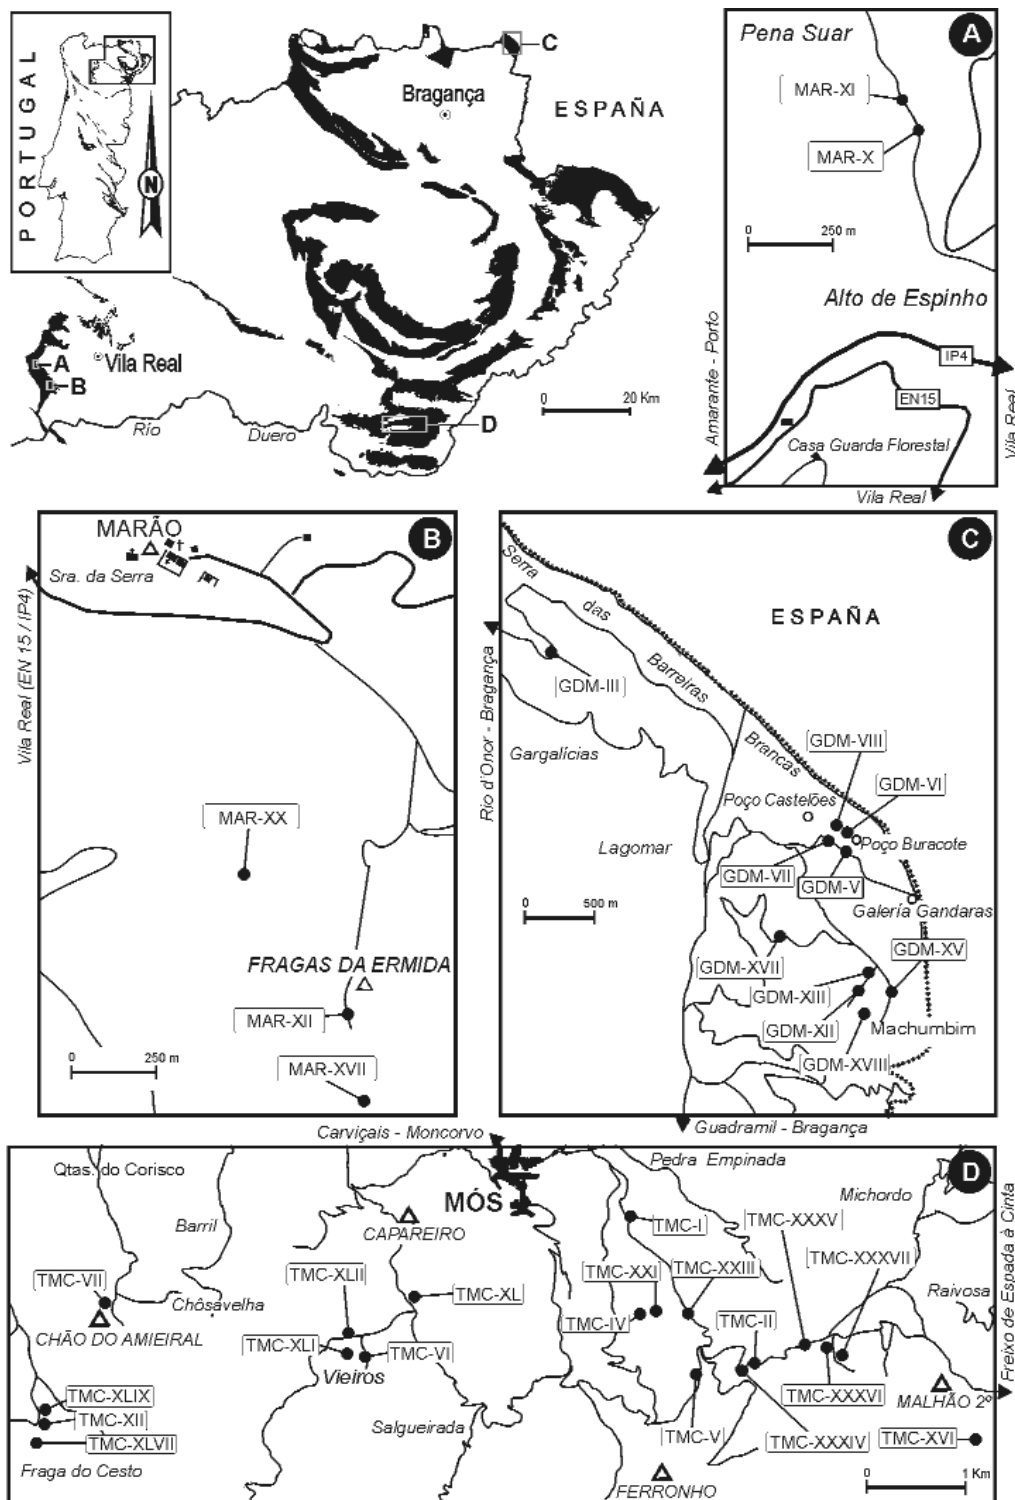 PORTUGAL
N
C
Bragança
ESPAÑA
A
B
Vila Real
Río Duero
D
0 20 Km
A
Pena Suar
MAR-XI
MAR-X
0 250 m
Alto de Espinho
IP4
EN15
Casa Guarda Florestal
Amarante - Porto
Vila Real
Vila Real
B
MARÃO
Sra. da Serra
Vila Real (EN 15 / IP4)
MAR-XX
FRAGAS DA ERMIDA
MAR-XII
MAR-XVII
0 250 m
C
Serra das Barreiras Brancas
ESPAÑA
GDM-III
Gargalícias
Rio d'Onor - Bragança
GDM-VIII
GDM-VI
Poço Castelões
Poço Buracote
Lagomar
GDM-VII
GDM-V
Galería Gandaras
0 500 m
GDM-XV
GDM-XVII
GDM-XIII
GDM-XII
Machumbim
GDM-XVIII
Guadramil - Bragança
Carviçais - Moncorvo
D
Qtas. do Corisco
Pedra Empinada
Michordo
MÓS
Barril
CAPAREIRO
TMC-I
TMC-XXXV
TMC-XXXVII
TMC-VII
TMC-XLII
TMC-XXI
TMC-XXIII
Chôsavelha
TMC-XL
Raivosa
CHÃO DO AMIEIRAL
TMC-IV
TMC-II
TMC-XLI
TMC-VI
Vieiros
TMC-XXXVI
MALHÃO 2º
TMC-XLIX
TMC-XII
Salgueirada
TMC-V
TMC-XXXIV
TMC-XVI
TMC-XLVII
Fraga do Cesto
FERRONHO
0 1 Km
Freixo de Espada à Cinta